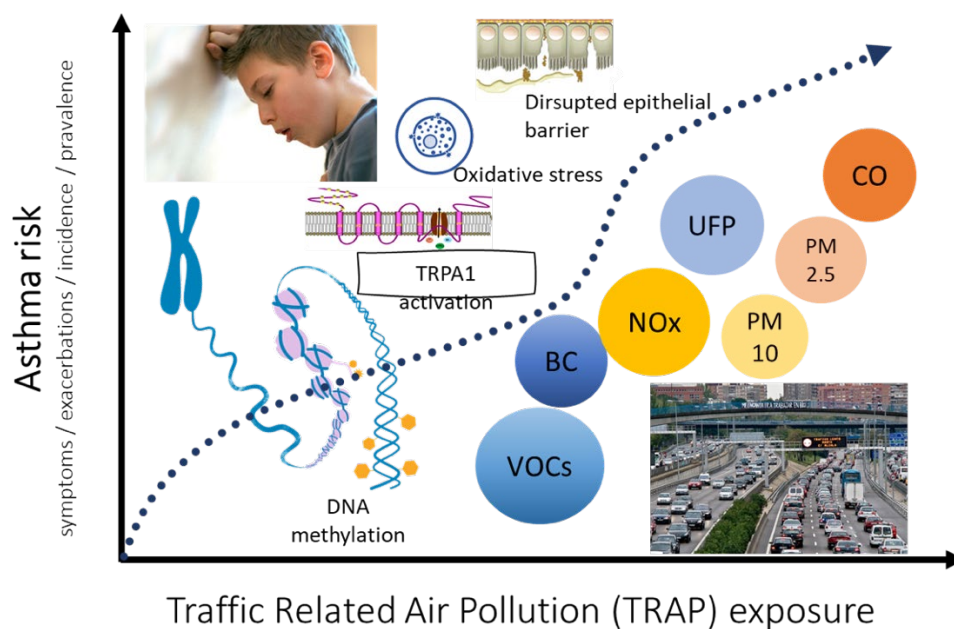 Asthma risk
symptoms / exacerbations / incidence / pravalence
Dirsupted epithelial
barrier
Oxidative stress
TRPA1
activation
DNA
methylation
CO
UFP
PM
2.5
NOx
PM
10
BC
VOCs
Traffic Related Air Pollution (TRAP) exposure